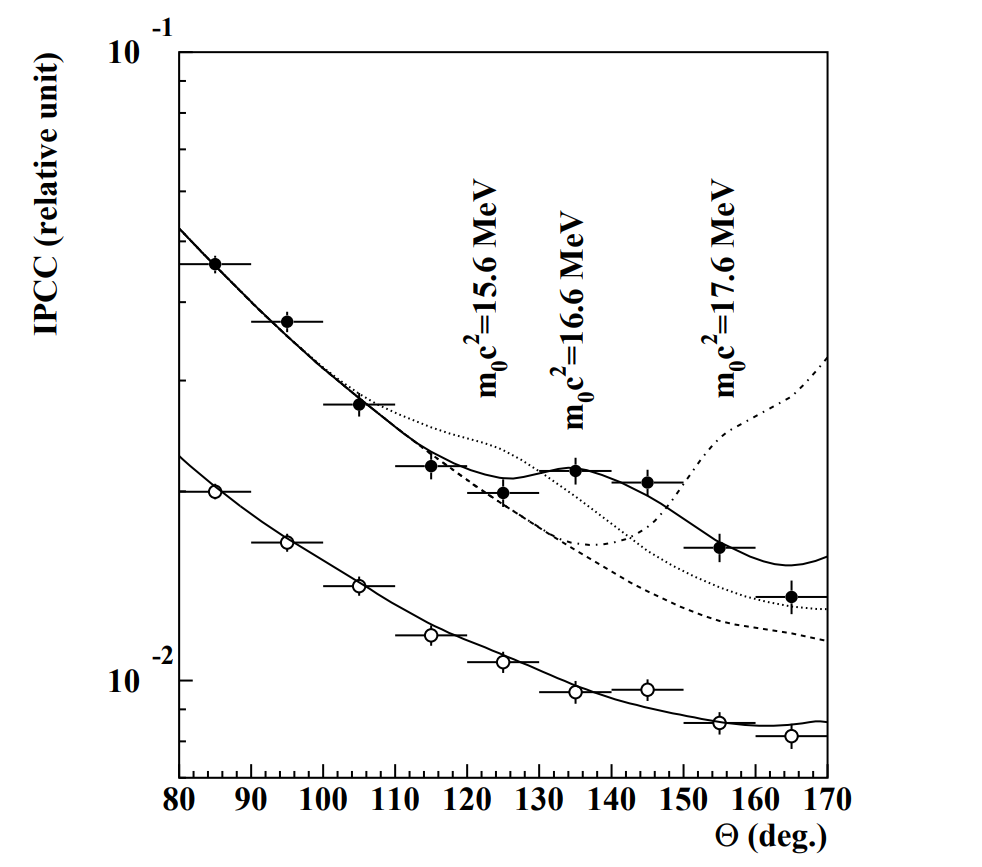 10 -1
IPCC (relative unit)
m0c2=15.6 MeV
m0c2=16.6 MeV
m0c2=17.6 MeV
10 -2
80 90 100 110 120 130 140 150 160 170
Θ (deg.)